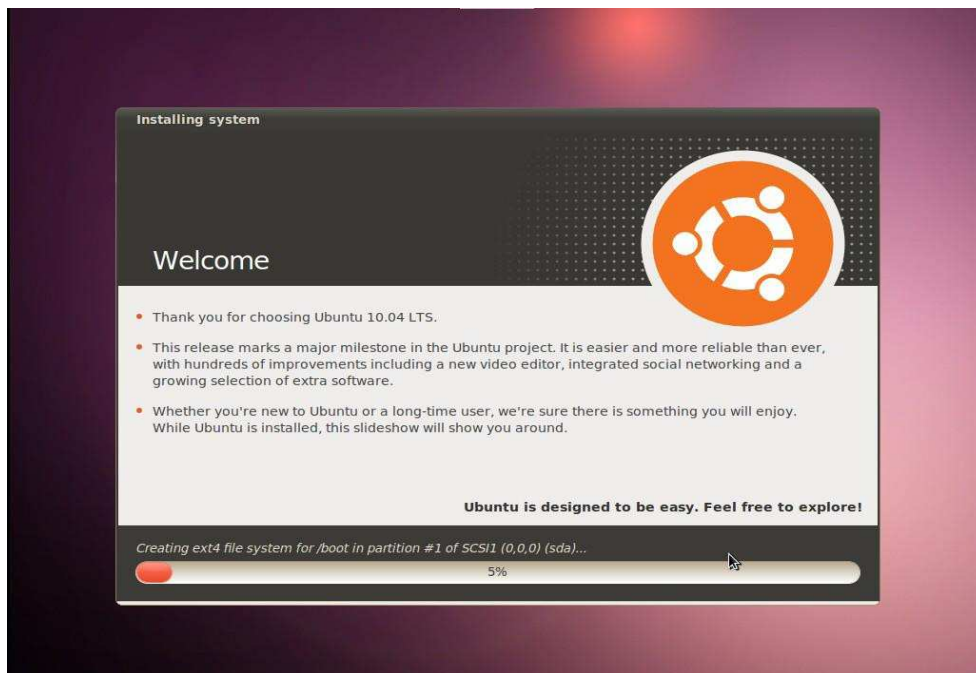 Installing system
Welcome
Thank you for choosing Ubuntu 10.04 LTS.
This release marks a major milestone in the Ubuntu project. It is easier and more reliable than ever,
with hundreds of improvements including a new video editor, integrated social networking and a
growing selection of extra software.
Whether you're new to Ubuntu or a long-time user, we're sure there is something you will enjoy.
While Ubuntu is installed, this slideshow will show you around.
Ubuntu is designed to be easy. Feel free to explore!
Creating ext4 file system for /boot in partition #1 of SCSI1 (0,0,0) (sda)...
5%